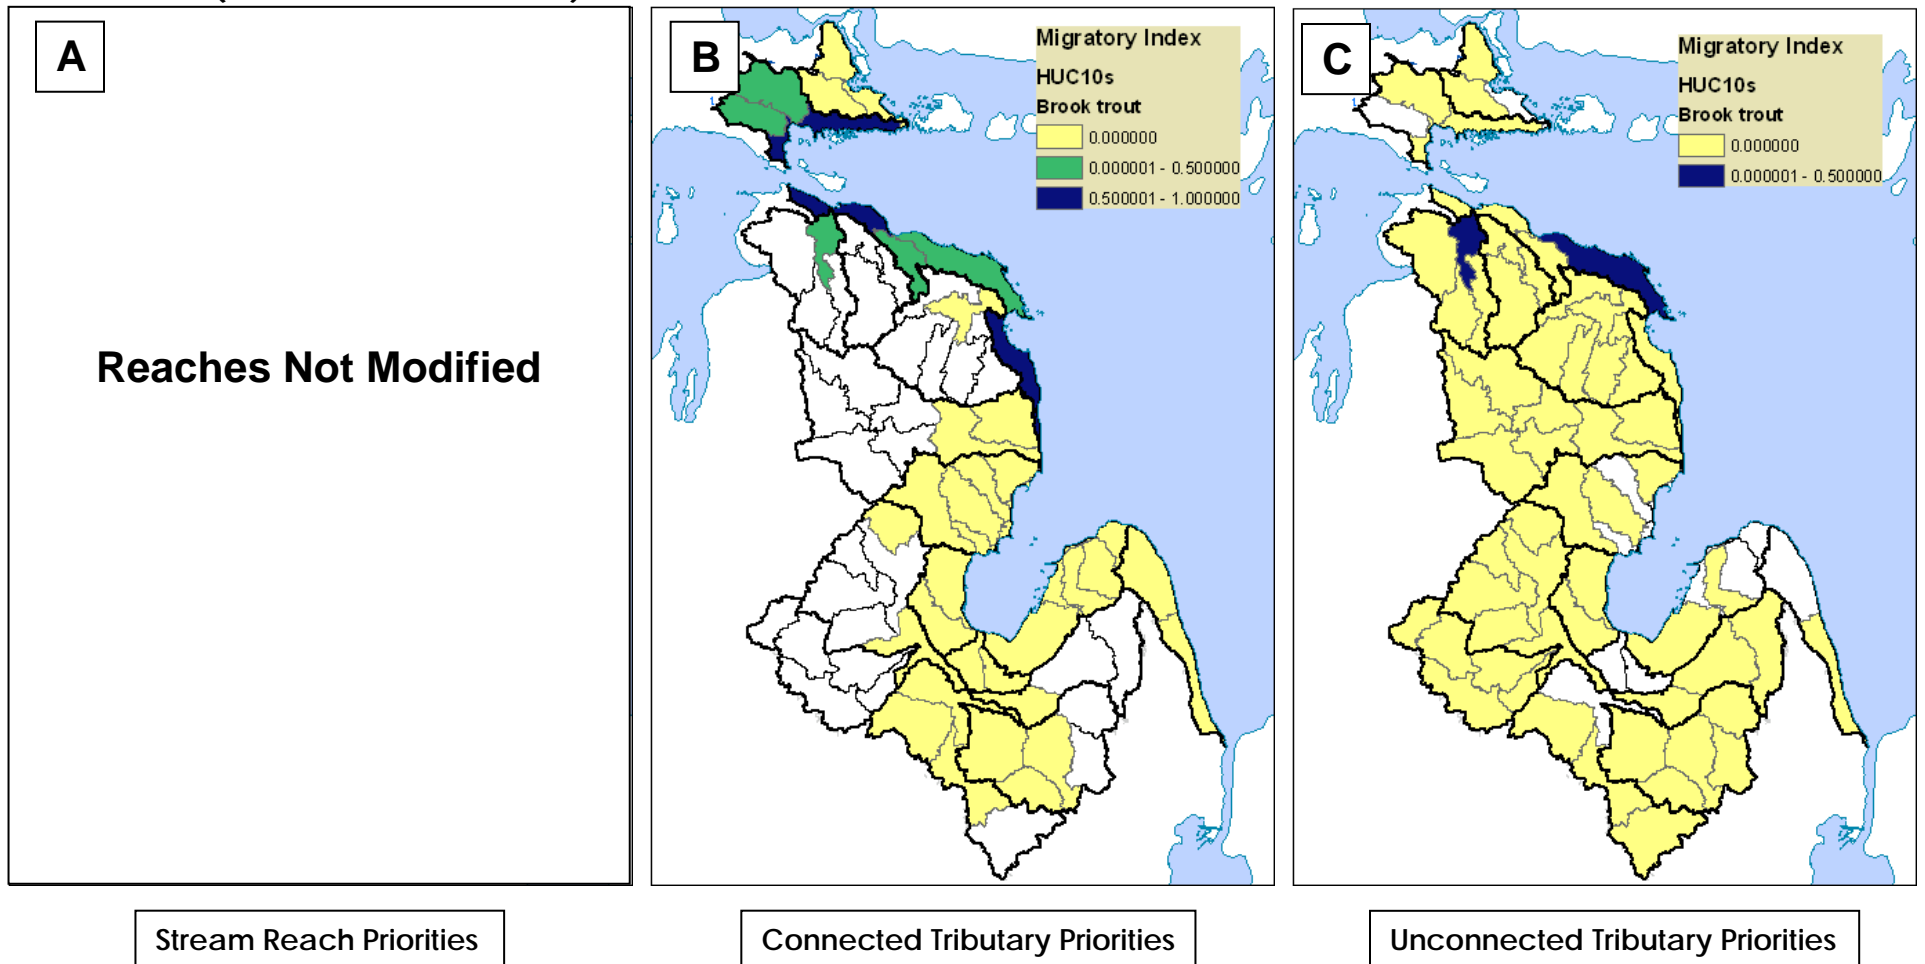 A
Reaches Not Modified
Stream Reach Priorities
B
Migratory Index
HUC10s
Brook trout
0.000000
0.000001 - 0.500000
0.500001 - 1.000000
Connected Tributary Priorities
C
Migratory Index
HUC10s
Brook trout
0.000000
0.000001 - 0.500000
Unconnected Tributary Priorities